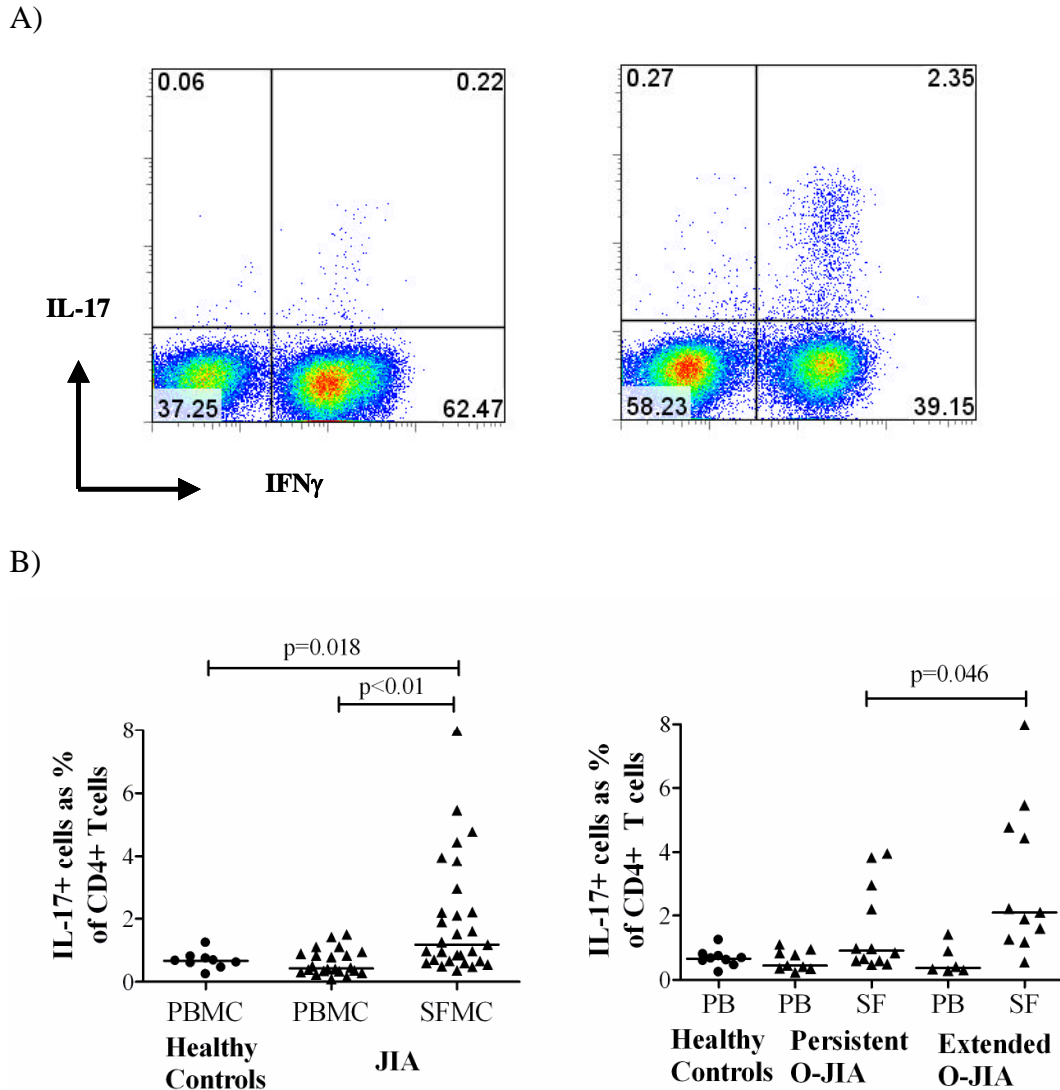 A)
0.06 0.22
37.25 62.47
0.27 2.35
58.23 39.15
IL-17
IFNγ
B)
p=0.018
p<0.01
IL-17+ cells as %
of CD4+ Tcells
8
6
4
2
0
PBMC PBMC SFMC
Healthy
Controls
JIA
p=0.046
IL-17+ cells as %
of CD4+ T cells
8
6
4
2
0
PB PB SF PB SF
Healthy
Controls
Persistent
O-JIA
Extended
O-JIA